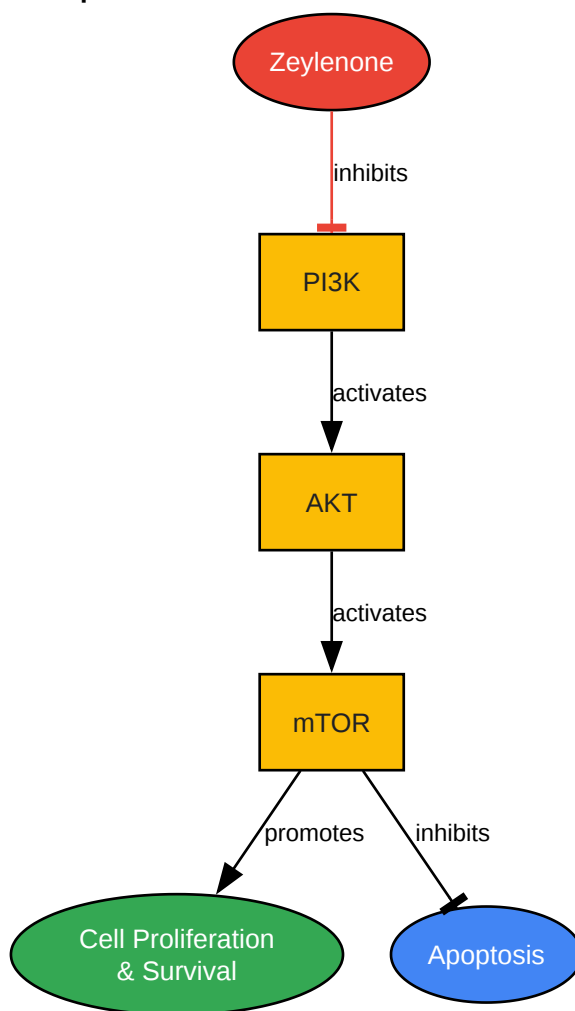 Zeylenone
inhibits
PI3K
activates
AKT
activates
mTOR
promotes
inhibits
Cell Proliferation
& Survival
Apoptosis